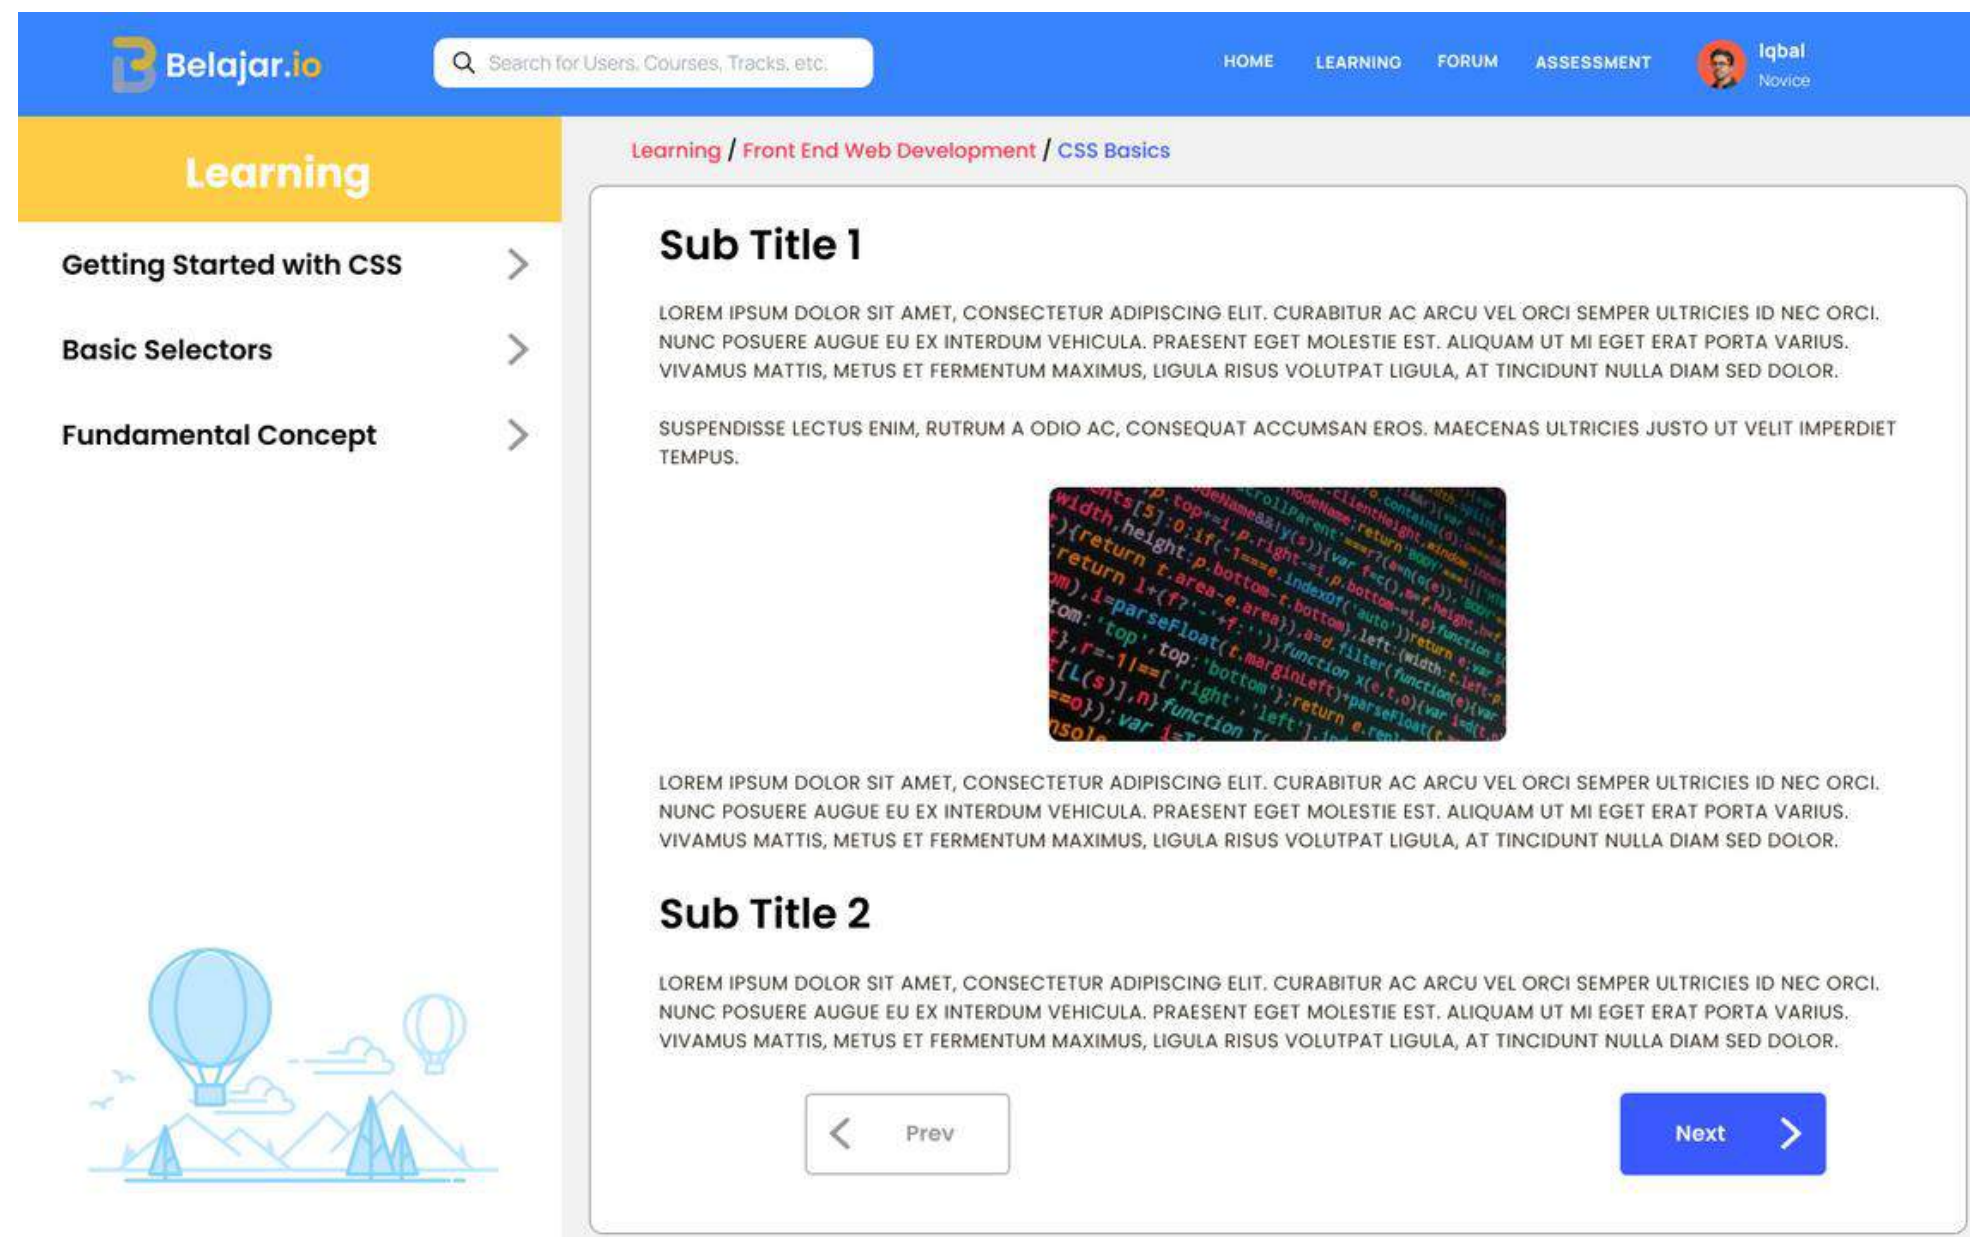 Belajar.io
Search for Users, Courses, Tracks, etc.
HOME LEARNING FORUM ASSESSMENT
Iqbal
Novice
Learning
Getting Started with CSS
Basic Selectors
Fundamental Concept
Learning / Front End Web Development / CSS Basics
Sub Title 1
LOREM IPSUM DOLOR SIT AMET, CONSECTETUR ADIPISCING ELIT. CURABITUR AC ARCU VEL ORCI SEMPER ULTRICIES ID NEC ORCI.
NUNC POSUERE AUGUE EU EX INTERDUM VEHICULA. PRAESENT EGET MOLESTIE EST. ALIQUAM UT MI EGET ERAT PORTA VARIUS.
VIVAMUS MATTIS, METUS ET FERMENTUM MAXIMUS, LIGULA RISUS VOLUTPAT LIGULA, AT TINCIDUNT NULLA DIAM SED DOLOR.
SUSPENDISSE LECTUS ENIM, RUTRUM A ODIO AC, CONSEQUAT ACCUMSAN EROS. MAECENAS ULTRICIES JUSTO UT VELIT IMPERDIET
TEMPUS.
LOREM IPSUM DOLOR SIT AMET, CONSECTETUR ADIPISCING ELIT. CURABITUR AC ARCU VEL ORCI SEMPER ULTRICIES ID NEC ORCI.
NUNC POSUERE AUGUE EU EX INTERDUM VEHICULA. PRAESENT EGET MOLESTIE EST. ALIQUAM UT MI EGET ERAT PORTA VARIUS.
VIVAMUS MATTIS, METUS ET FERMENTUM MAXIMUS, LIGULA RISUS VOLUTPAT LIGULA, AT TINCIDUNT NULLA DIAM SED DOLOR.
Sub Title 2
LOREM IPSUM DOLOR SIT AMET, CONSECTETUR ADIPISCING ELIT. CURABITUR AC ARCU VEL ORCI SEMPER ULTRICIES ID NEC ORCI.
NUNC POSUERE AUGUE EU EX INTERDUM VEHICULA. PRAESENT EGET MOLESTIE EST. ALIQUAM UT MI EGET ERAT PORTA VARIUS.
VIVAMUS MATTIS, METUS ET FERMENTUM MAXIMUS, LIGULA RISUS VOLUTPAT LIGULA, AT TINCIDUNT NULLA DIAM SED DOLOR.
Prev
Next